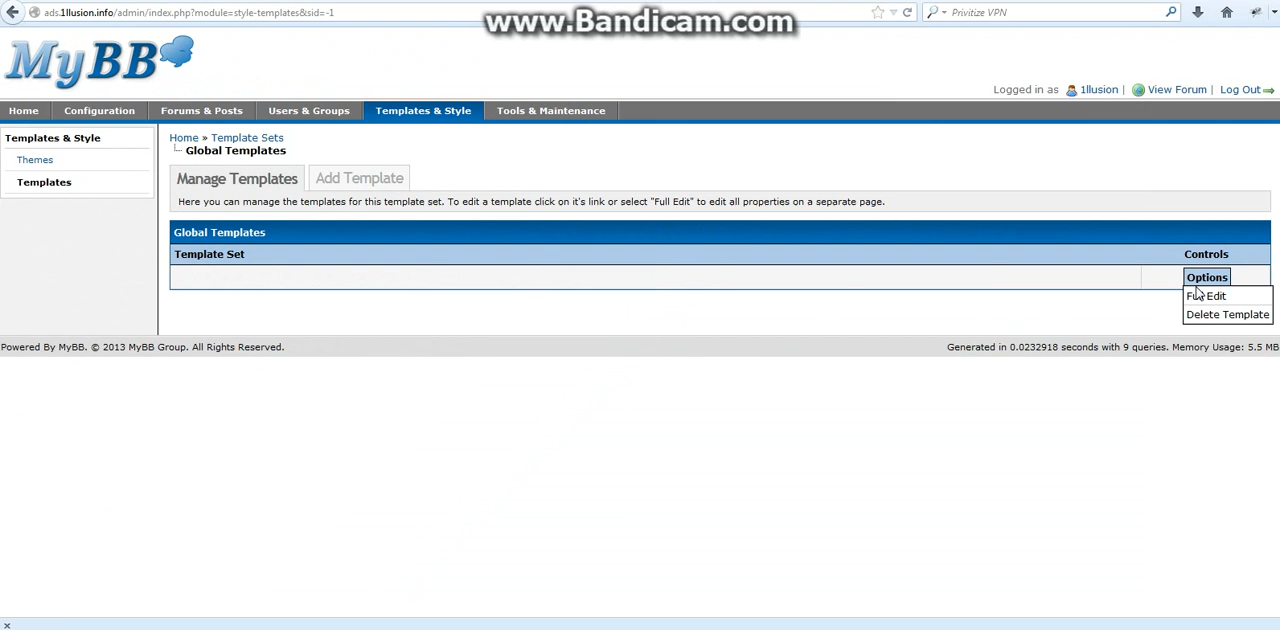 ads.1llusion.info/admin/index.php?module=style-templates&sid=-1
Privitize VPN
www.Bandicam.com
MyBB
Logged in as 1llusion | View Forum | Log Out
Home
Configuration
Forums & Posts
Users & Groups
Templates & Style
Tools & Maintenance
Templates & Style
Themes
Templates
Home » Template Sets
Global Templates
Manage Templates
Add Template
Here you can manage the templates for this template set. To edit a template click on it's link or select "Full Edit" to edit all properties on a separate page.
Global Templates
Template Set
Controls
Options
Full Edit
Delete Template
Powered By MyBB. © 2013 MyBB Group. All Rights Reserved.
Generated in 0.0232918 seconds with 9 queries. Memory Usage: 5.5 MB